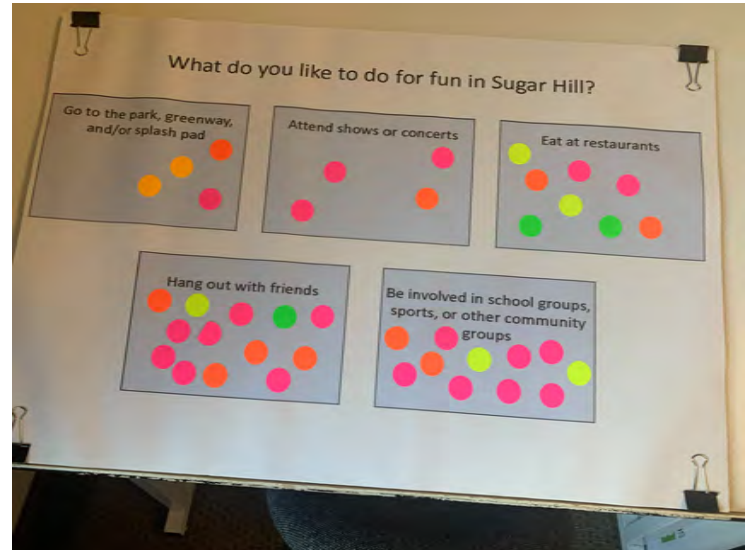 What do you like to do for fun in Sugar Hill?
Go to the park, greenway,
and/or splash pad
Attend shows or concerts
Eat at restaurants
Hang out with friends
Be involved in school groups,
sports, or other community
groups